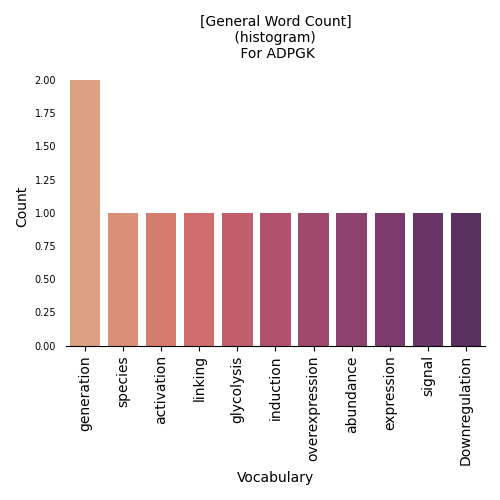 [General Word Count]
(histogram)
For ADPGK
2.00
1.75
1.50
1.25
1.00
0.75
0.50
0.25
0.00
Count
generation
species
activation
linking
glycolysis
induction
overexpression
abundance
expression
signal
Downregulation
Vocabulary